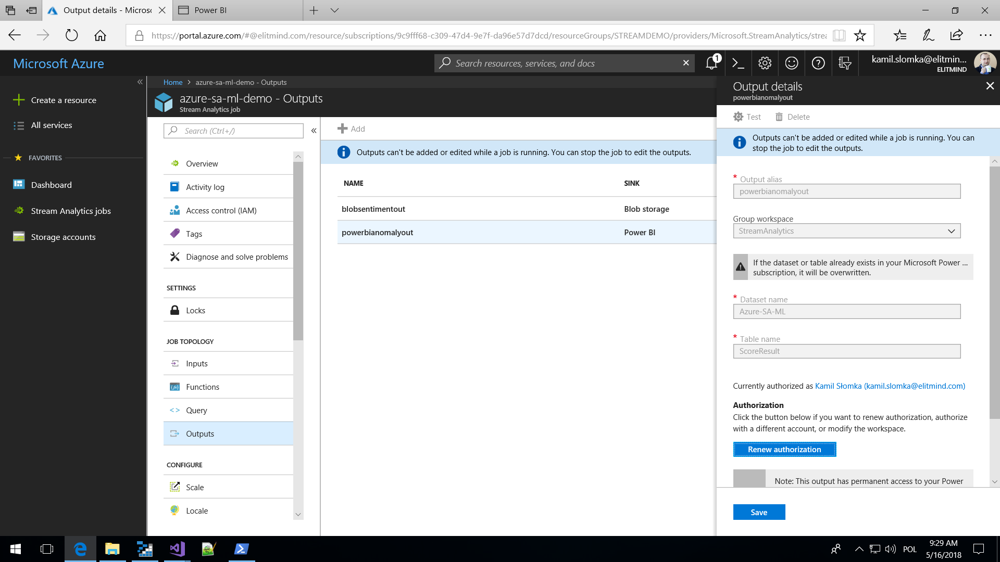 Output details - Microsc
Power BI
https://portal.azure.com/#@elitmind.com/resource/subscriptions/9c9fff68-c309-47d4-9e7f-da96e57d7dcd/resourceGroups/STREAMDEMO/providers/Microsoft.StreamAnalytics/strea
Microsoft Azure
Search resources, services, and docs
1
kamil.slomka@elitmin...
ELITMIND
Create a resource
All services
FAVORITES
Dashboard
Stream Analytics jobs
Storage accounts
Home > azure-sa-ml-demo - Outputs
azure-sa-ml-demo - Outputs
Stream Analytics job
Search (Ctrl+/)
Overview
Activity log
Access control (IAM)
Tags
Diagnose and solve problems
SETTINGS
Locks
JOB TOPOLOGY
Inputs
Functions
Query
Outputs
CONFIGURE
Scale
Locale
Add
Outputs can't be added or edited while a job is running. You can stop the job to edit the outputs.
NAME SINK
blobsentimentout Blob storage
powerbianomalyout Power BI
Output details
powerbianomalyout
Test Delete
Outputs can't be added or edited while a job is running. You can
stop the job to edit the outputs.
* Output alias
powerbianomalyout
Group workspace
StreamAnalytics
If the dataset or table already exists in your Microsoft Power ...
subscription, it will be overwritten.
* Dataset name
Azure-SA-ML
* Table name
ScoreResult
Currently authorized as Kamil Słomka (kamil.slomka@elitmind.com)
Authorization
Click the button below if you want to renew authorization, authorize
with a different account, or modify the workspace.
Renew authorization
Note: This output has permanent access to your Power
Save
POL
9:29 AM
5/16/2018